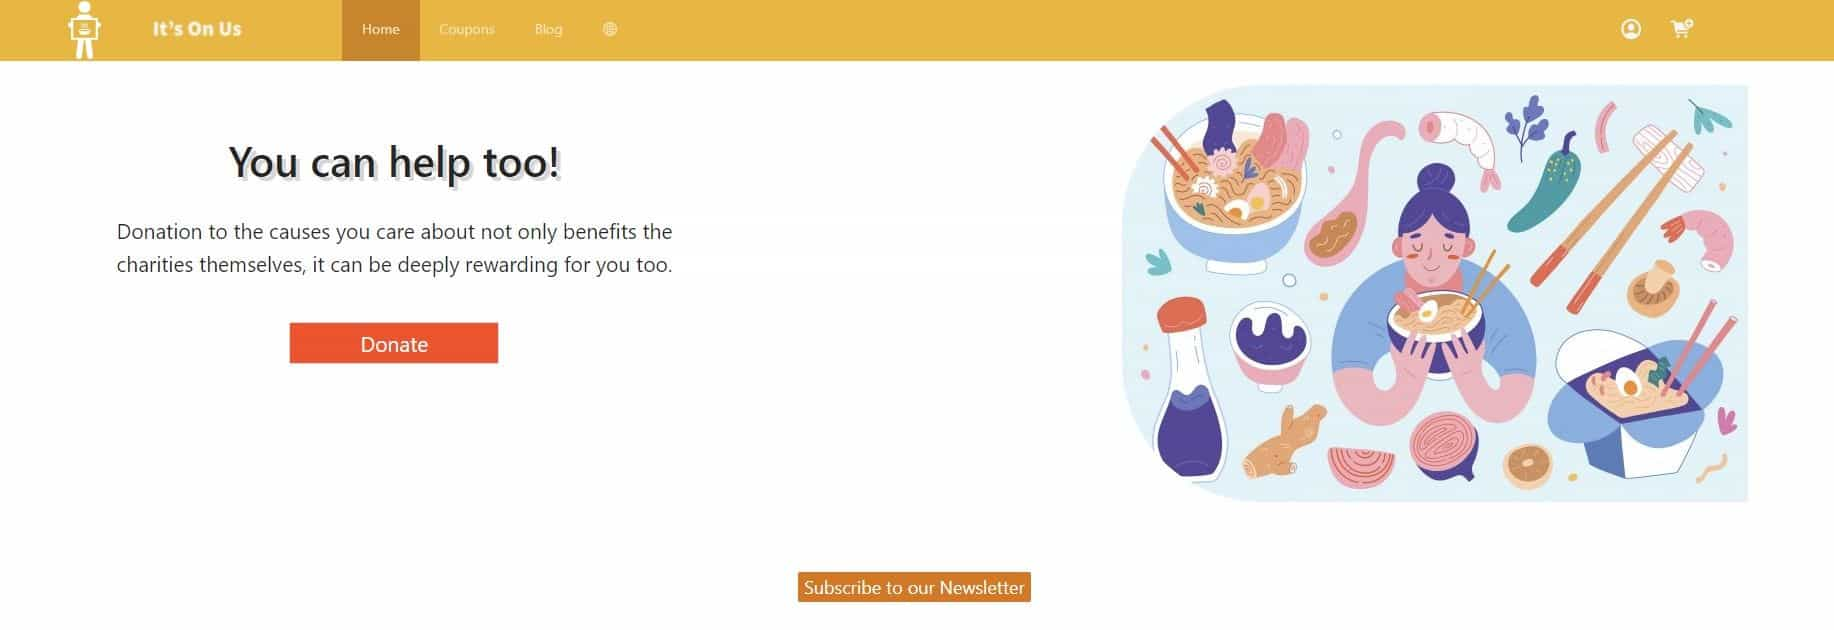 It's On Us
Home
Coupons
Blog
You can help too!
Donation to the causes you care about not only benefits the
charities themselves, it can be deeply rewarding for you too.
Donate
Subscribe to our Newsletter